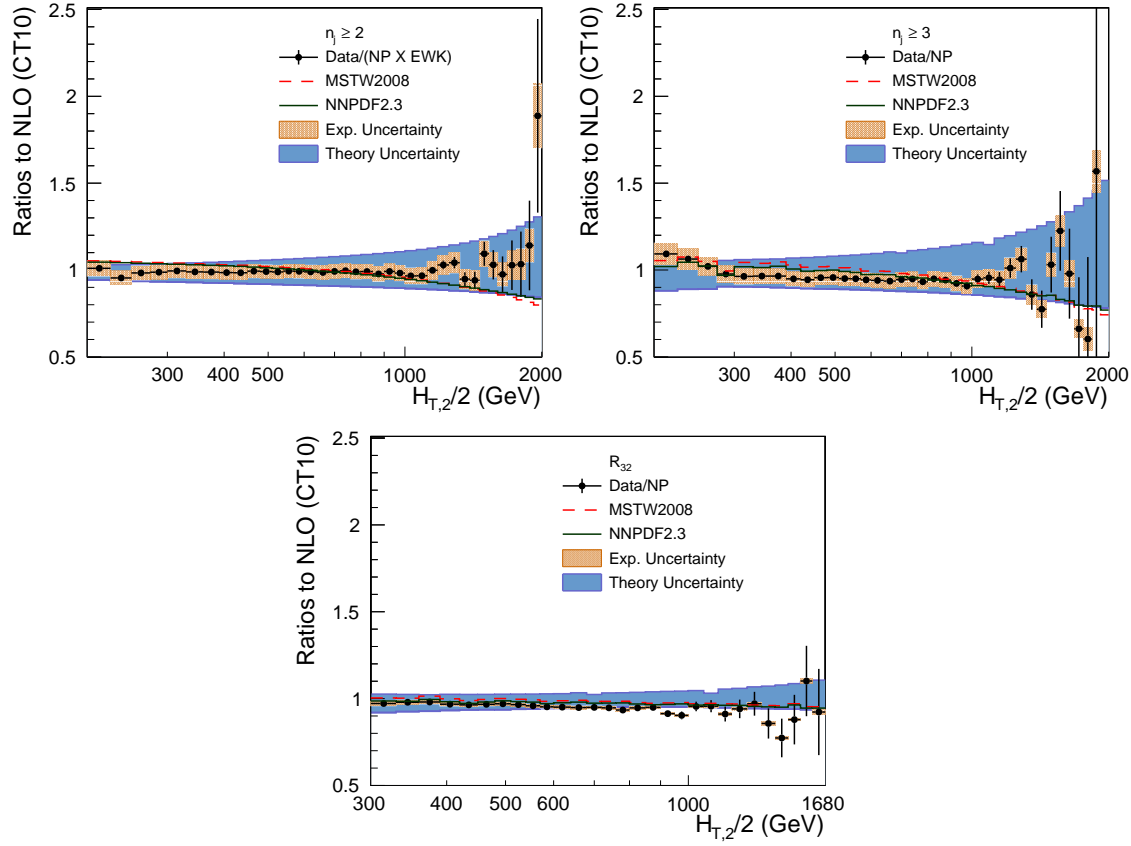 Ratios to NLO (CT10)
2.5
2
1.5
1
0.5
n_j ≥ 2
Data/(NP X EWK)
MSTW2008
NNPDF2.3
Exp. Uncertainty
Theory Uncertainty
300 400 500 1000 2000
H_T,2/2 (GeV)
Ratios to NLO (CT10)
2.5
2
1.5
1
0.5
n_j ≥ 3
Data/NP
MSTW2008
NNPDF2.3
Exp. Uncertainty
Theory Uncertainty
300 400 500 1000 2000
H_T,2/2 (GeV)
Ratios to NLO (CT10)
2.5
2
1.5
1
0.5
R_32
Data/NP
MSTW2008
NNPDF2.3
Exp. Uncertainty
Theory Uncertainty
300 400 500 600 1000 1680
H_T,2/2 (GeV)